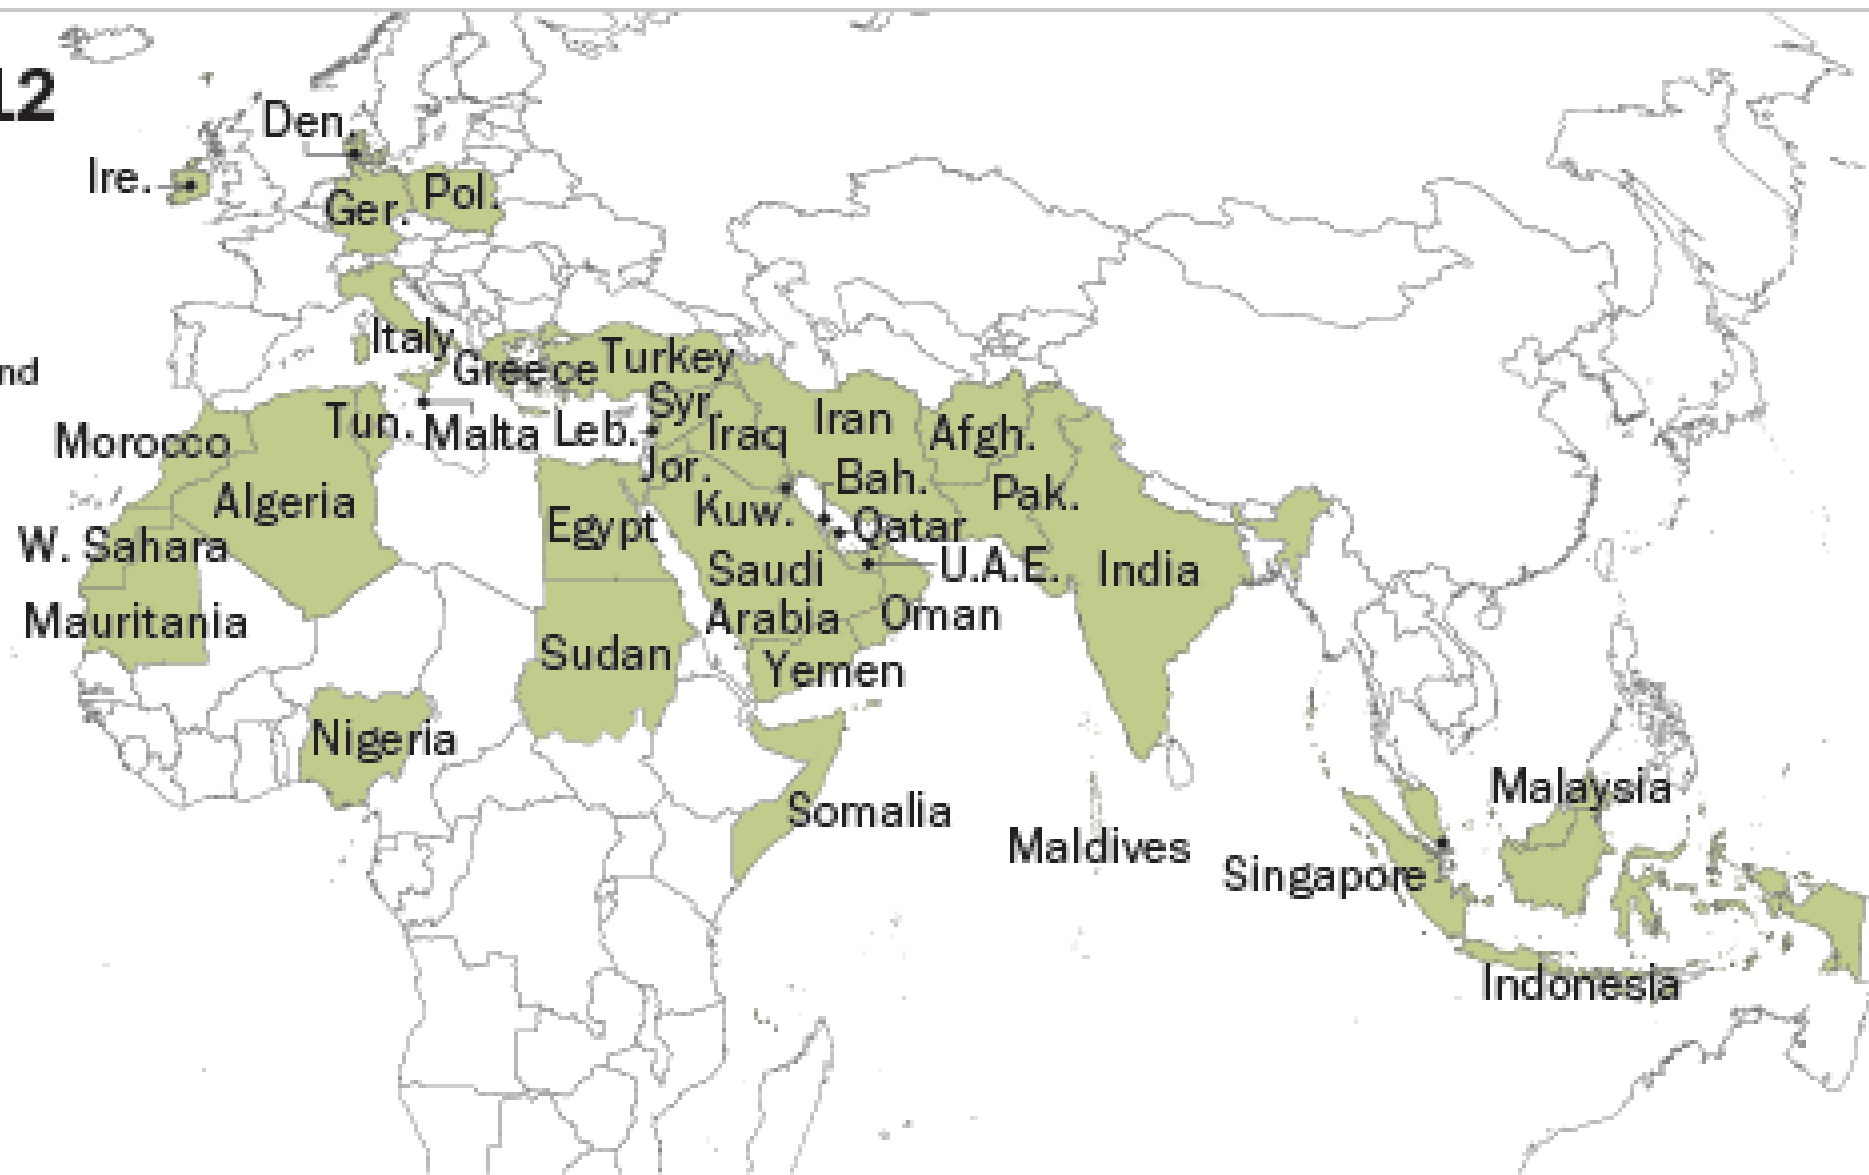 12
Den.
Ire.
Ger.
Pol.
nd
Italy
Greece
Turkey
Tun.
Malta
Leb.
Syr.
Iraq
Iran
Afgh.
Morocco
Jor.
Bah.
Pak.
Algeria
Kuw.
Egypt
Qatar
W. Sahara
Saudi
Arabia
U.A.E.
India
Mauritania
Oman
Sudan
Yemen
Nigeria
Somalia
Malaysia
Maldives
Singapore
Indonesia